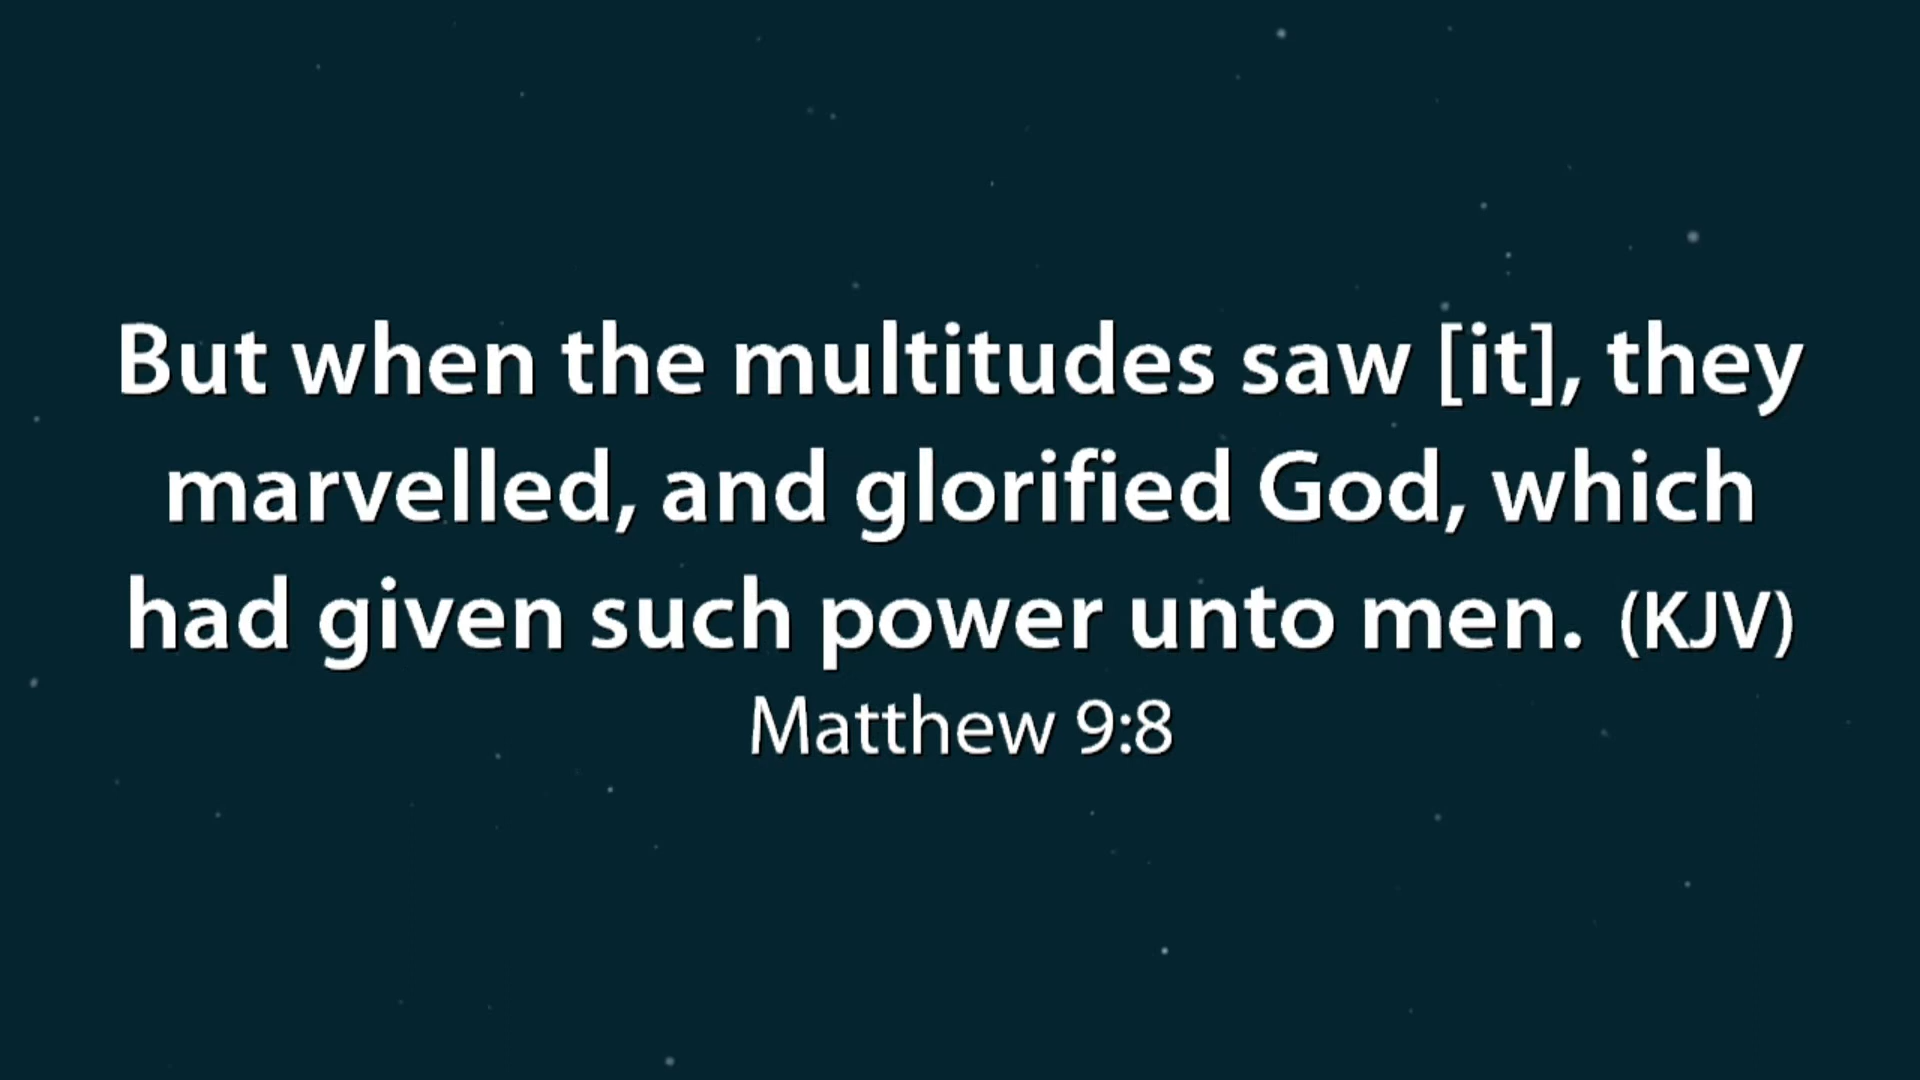 But when the multitudes saw [it], they
marvelled, and glorified God, which
had given such power unto men. (KJV)
Matthew 9:8